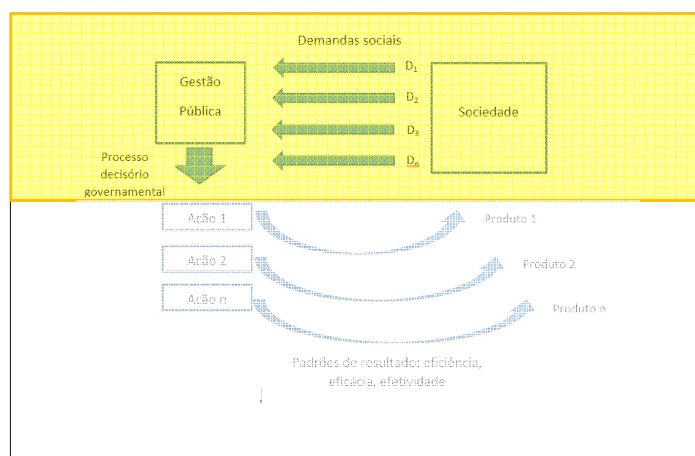 Demandas sociais
Gestão
Pública
D1
D2
D3
Dn
Sociedade
Processo
decisório
governamental
Ação 1
Produto 1
Ação 2
Produto 2
Ação n
Produto n
Padrões de resultado: eficiência,
eficácia, efetividade